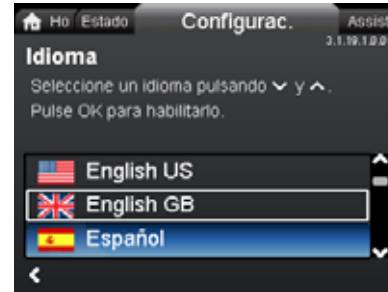 Ho Estado Configurac. Assist
3.1.19.1.0.0
Idioma
Seleccione un idioma pulsando y .
Pulse OK para habilitarlo.
English US
English GB
Español